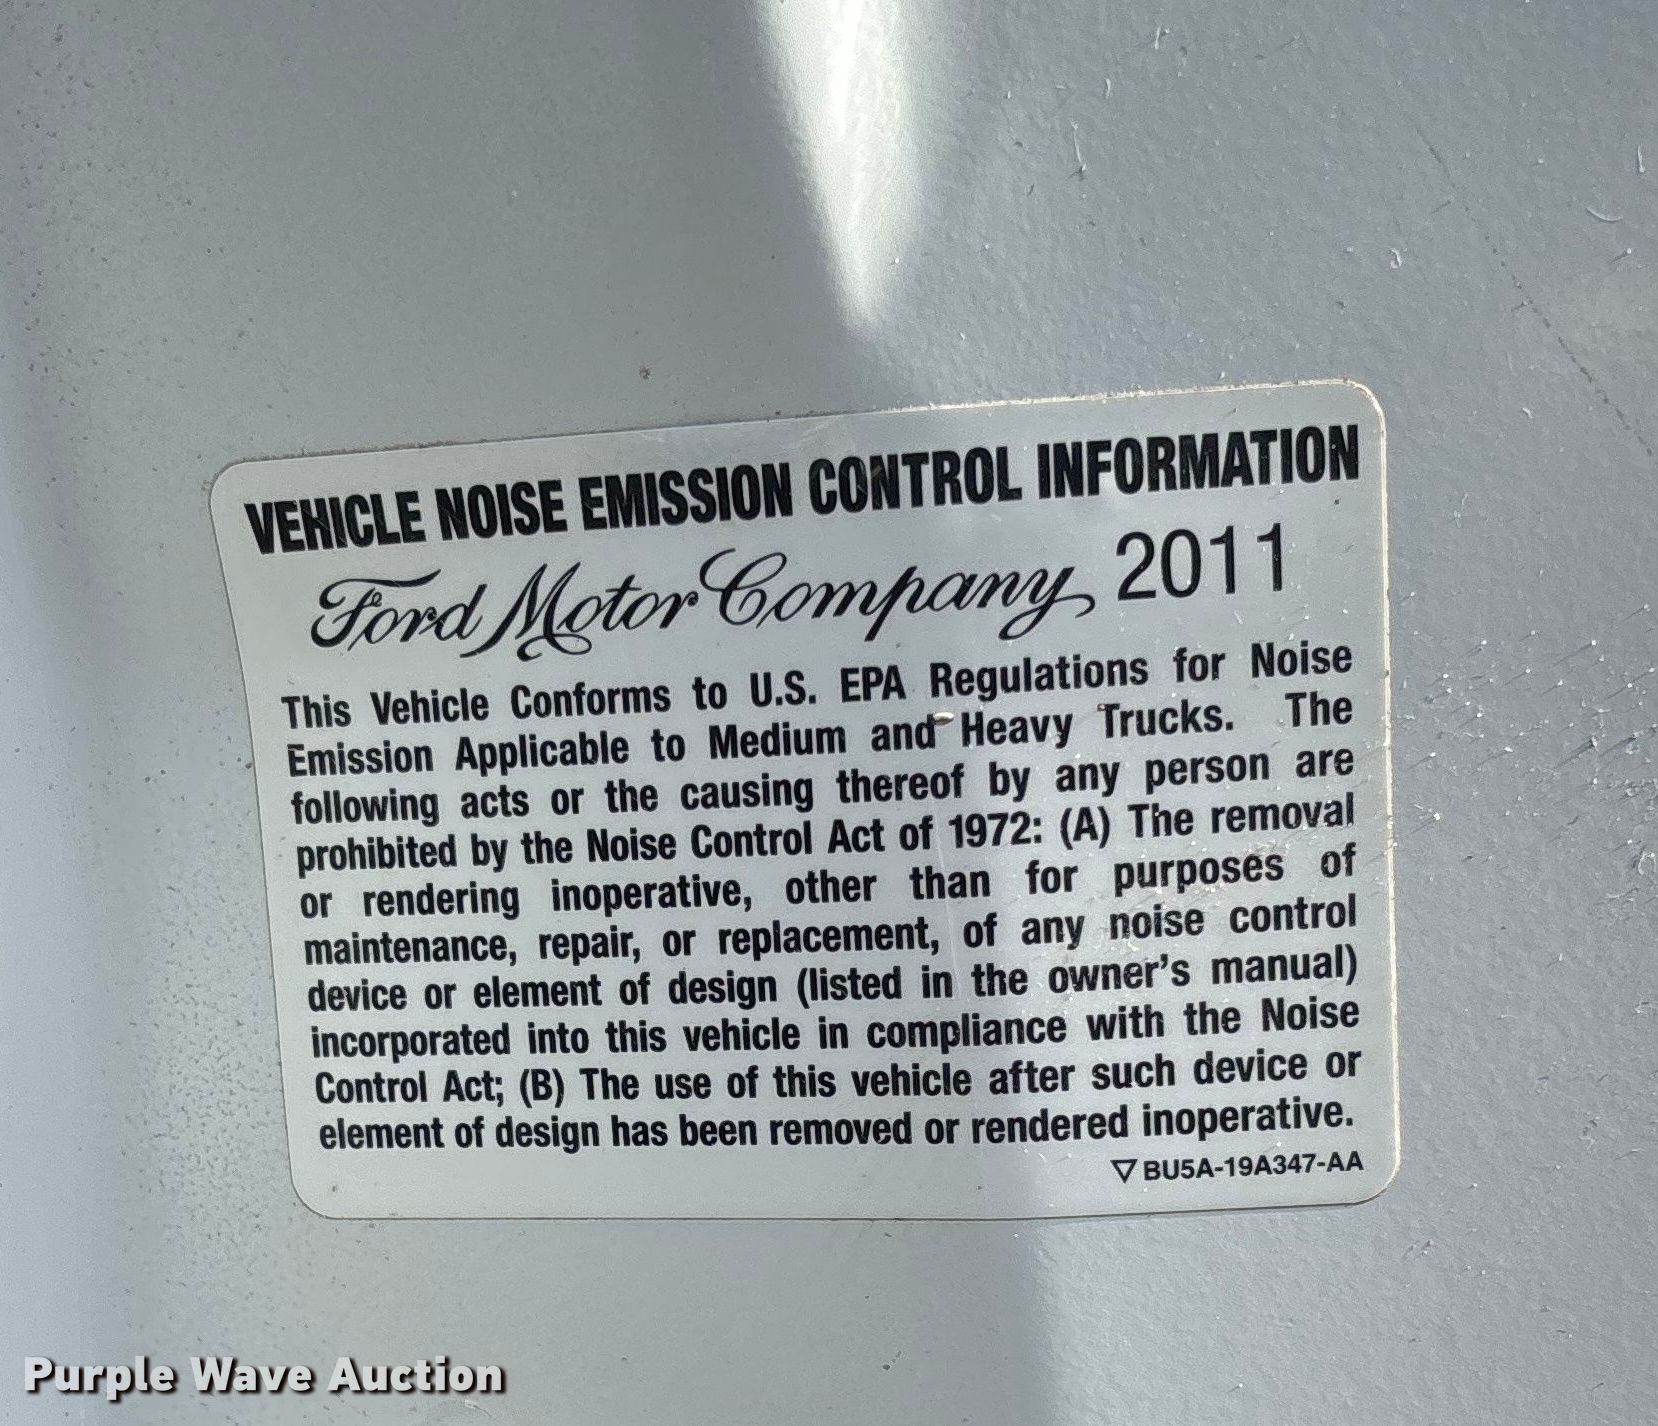 VEHICLE NOISE EMISSION CONTROL INFORMATION
Ford Motor Company 2011
This Vehicle Conforms to U.S. EPA Regulations for Noise
Emission Applicable to Medium and Heavy Trucks. The
following acts or the causing thereof by any person are
prohibited by the Noise Control Act of 1972: (A) The removal
or rendering inoperative, other than for purposes of
maintenance, repair, or replacement, of any noise control
device or element of design (listed in the owner's manual)
incorporated into this vehicle in compliance with the Noise
Control Act; (B) The use of this vehicle after such device or
element of design has been removed or rendered inoperative.
▽ BU5A-19A347-AA
Purple Wave Auction